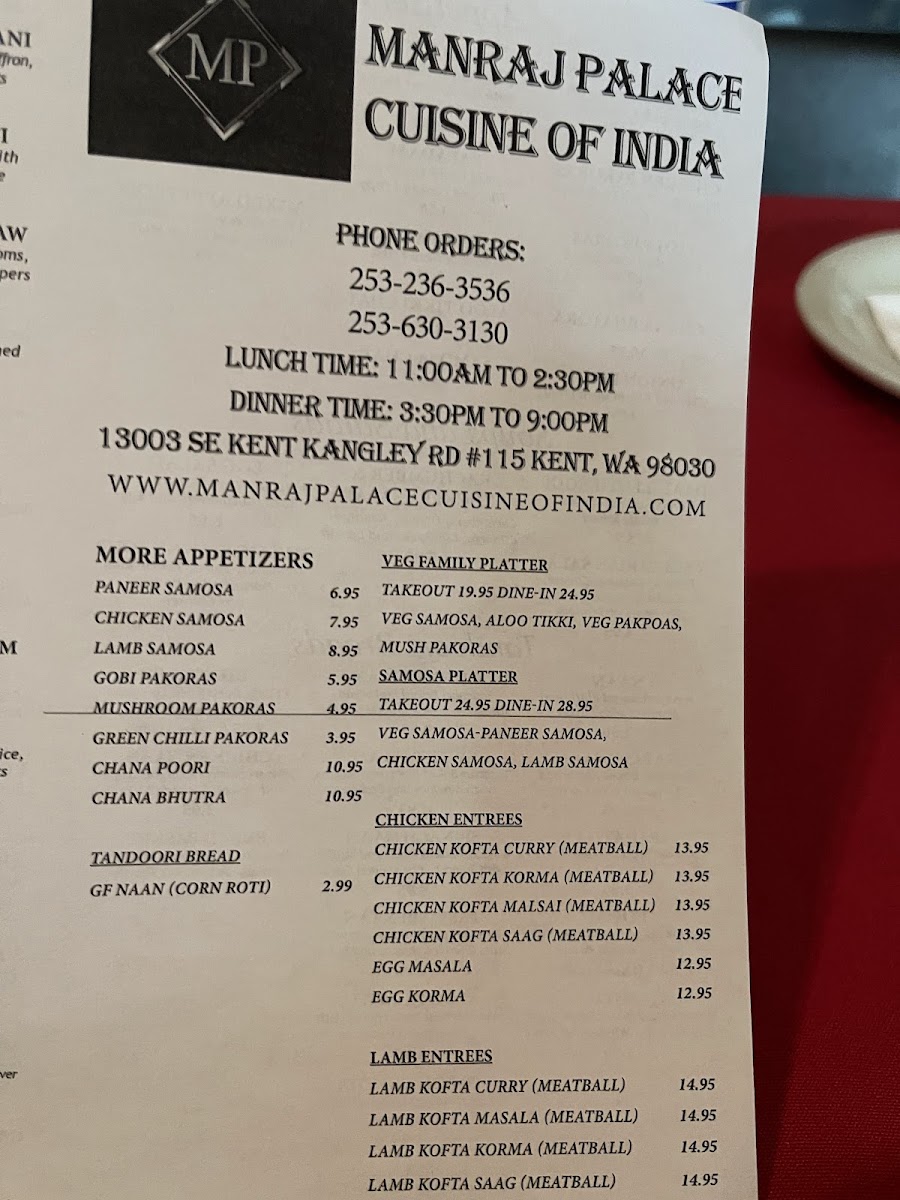 ANI
ffron,
s
I
ith
e
AW
oms,
pers
ned
M
ice,
ver
MP
MANRAJ PALACE
CUISINE OF INDIA
PHONE ORDERS:
253-236-3536
253-630-3130
LUNCH TIME: 11:00AM TO 2:30PM
DINNER TIME: 3:30PM TO 9:00PM
13003 SE KENT KANGLEY RD #115 KENT, WA 98030
WWW.MANRAJPALACECUISINEOFINDIA.COM
MORE APPETIZERS
PANEER SAMOSA 6.95
CHICKEN SAMOSA 7.95
LAMB SAMOSA 8.95
GOBI PAKORAS 5.95
MUSHROOM PAKORAS 4.95
GREEN CHILLI PAKORAS 3.95
CHANA POORI 10.95
CHANA BHUTRA 10.95
TANDOORI BREAD
GF NAAN (CORN ROTI) 2.99
VEG FAMILY PLATTER
TAKEOUT 19.95 DINE-IN 24.95
VEG SAMOSA, ALOO TIKKI, VEG PAKPOAS,
MUSH PAKORAS
SAMOSA PLATTER
TAKEOUT 24.95 DINE-IN 28.95
VEG SAMOSA-PANEER SAMOSA,
CHICKEN SAMOSA, LAMB SAMOSA
CHICKEN ENTREES
CHICKEN KOFTA CURRY (MEATBALL) 13.95
CHICKEN KOFTA KORMA (MEATBALL) 13.95
CHICKEN KOFTA MALSAI (MEATBALL) 13.95
CHICKEN KOFTA SAAG (MEATBALL) 13.95
EGG MASALA 12.95
EGG KORMA 12.95
LAMB ENTREES
LAMB KOFTA CURRY (MEATBALL) 14.95
LAMB KOFTA MASALA (MEATBALL) 14.95
LAMB KOFTA KORMA (MEATBALL) 14.95
LAMB KOFTA SAAG (MEATBALL) 14.95